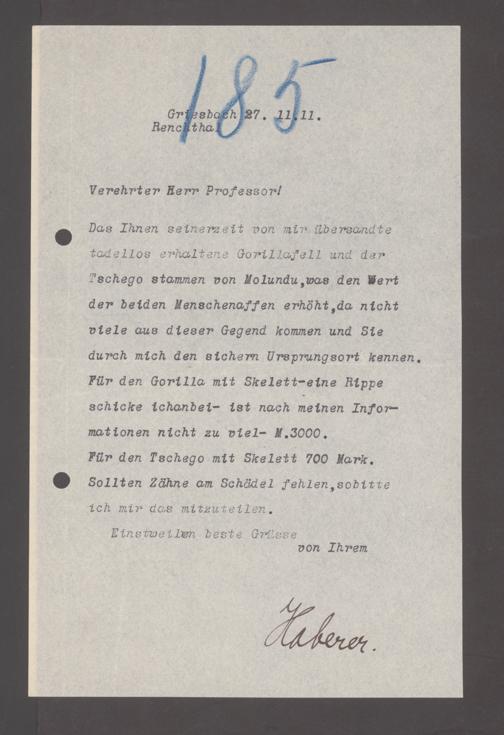 185
Griesbach 27. 11.11.
Renchthal
Verehrter Herr Professor!
Das Ihnen seinerzeit von mir übersandte
tadellos erhaltene Gorillafell und der
Tschego stammen von Molundu,was den Wert
der beiden Menschenaffen erhöht,da nicht
viele aus dieser Gegend kommen und Sie
durch mich den sichern Ursprungsort kennen.
Für den Gorilla mit Skelett-eine Rippe
schicke ichanbei- ist nach meinen Infor-
mationen nicht zu viel- M.3000.
Für den Tschego mit Skelett 700 Mark.
Sollten Zähne am Schädel fehlen,sobitte
ich mir das mitzuteilen.
Einstweilen beste Grüsse
von Ihrem
Haberer.